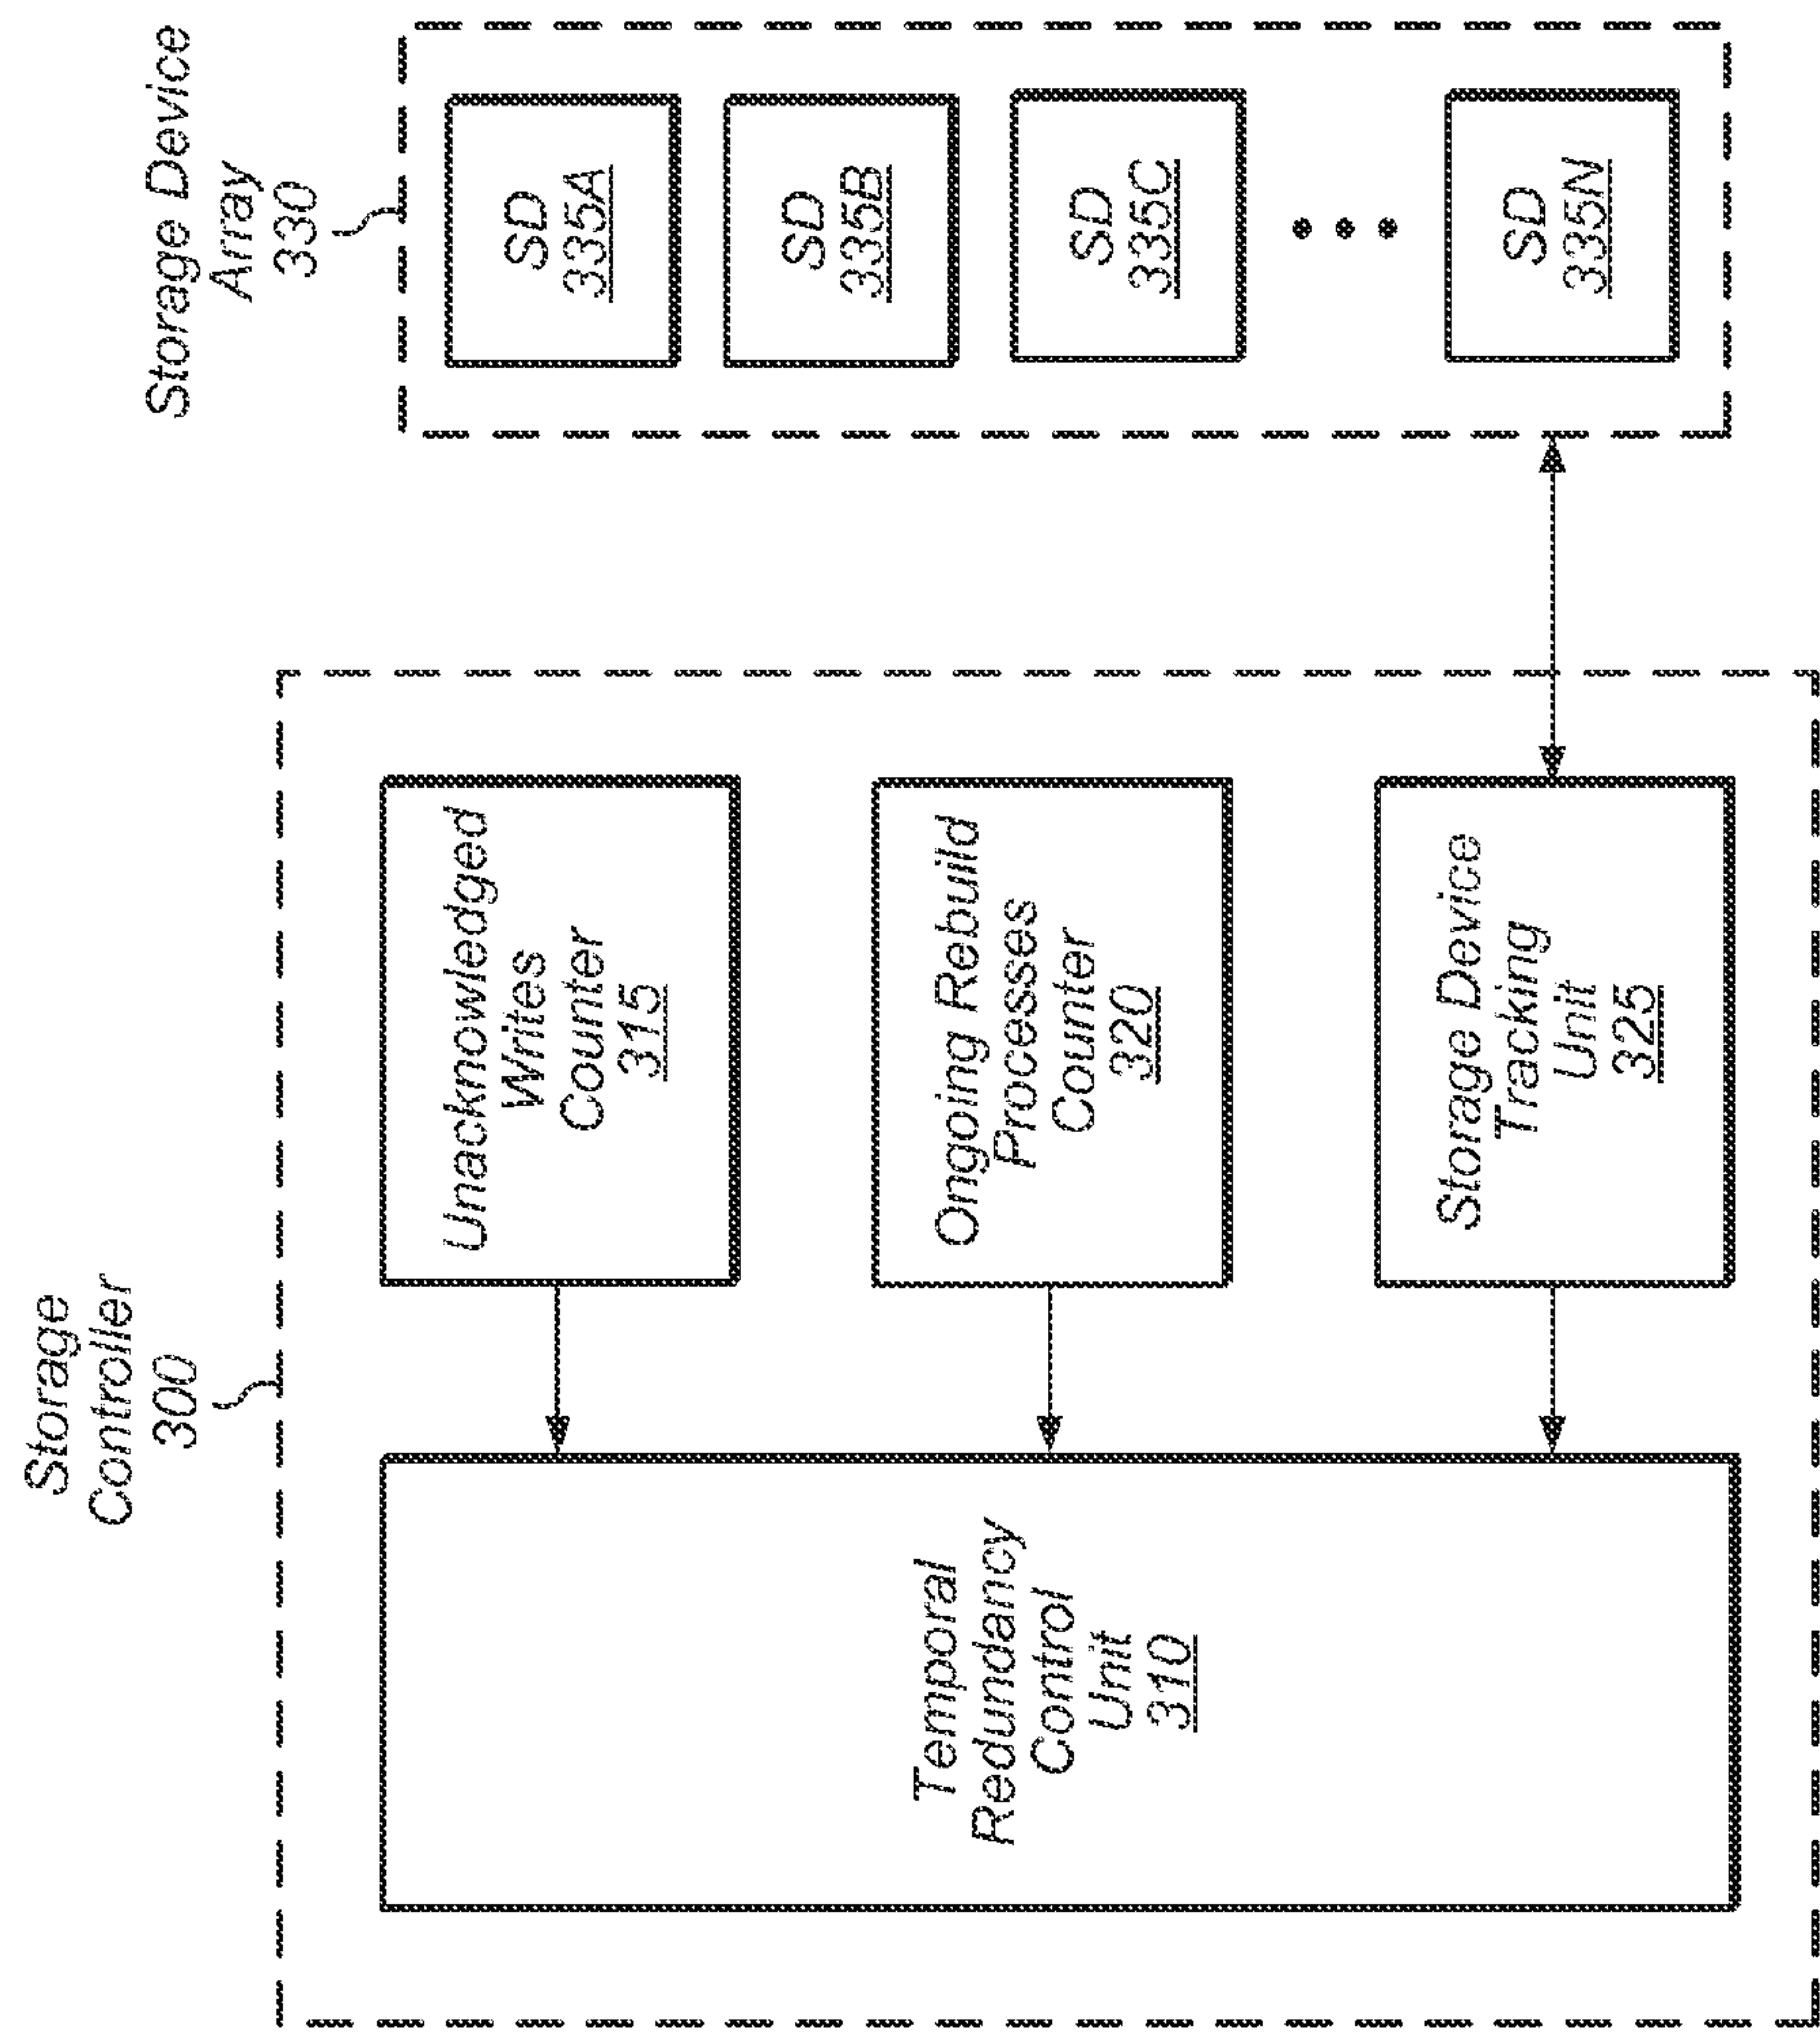 Storage
Controller
300
Temporal
Redundancy
Control
Unit
310
Unacknowledged
Writes
Counter
315
Ongoing Rebuild
Processes
Counter
320
Storage Device
Tracking
Unit
325
Storage Device
Array
330
SD
335A
SD
335B
SD
335C
SD
335N